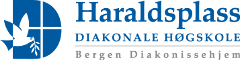 Haraldsplass
DIAKONALE HØGSKOLE
Bergen Diakonissehjem